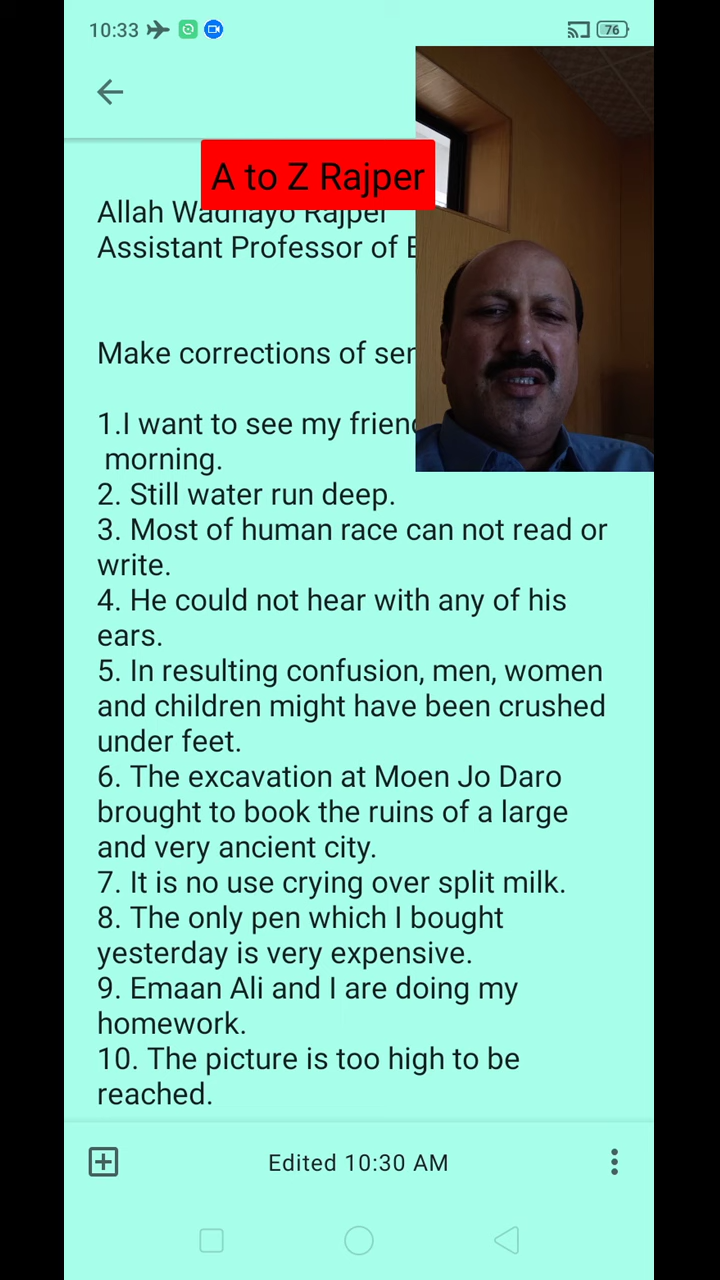 10:33
76
A to Z Rajper
Allah Wadhayo Rajper
Assistant Professor of
Make corrections of
1.I want to see my
morning.
2. Still water run deep.
3. Most of human race can not read or
write.
4. He could not hear with any of his
ears.
5. In resulting confusion, men, women
and children might have been crushed
under feet.
6. The excavation at Moen Jo Daro
brought to book the ruins of a large
and very ancient city.
7. It is no use crying over split milk.
8. The only pen which I bought
yesterday is very expensive.
9. Emaan Ali and I are doing my
homework.
10. The picture is too high to be
reached.
Edited 10:30 AM